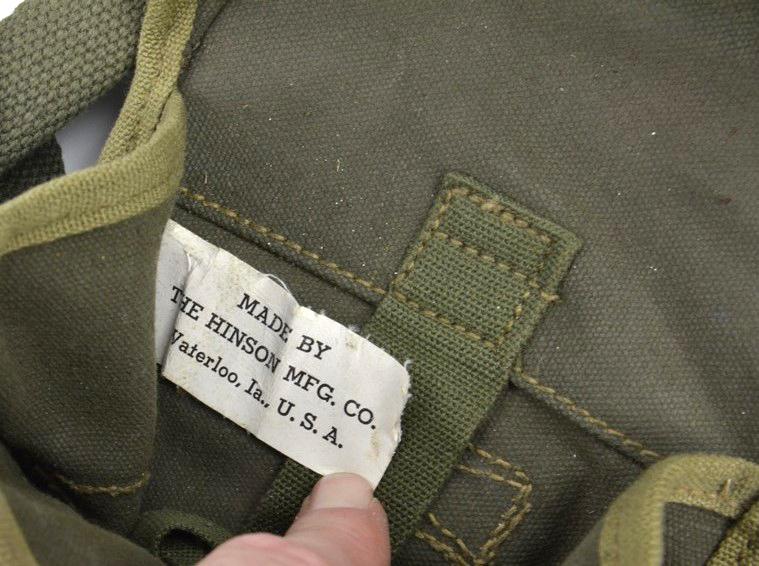 MADE BY
THE HINSON MFG. CO.
Waterloo, Ia., U. S. A.